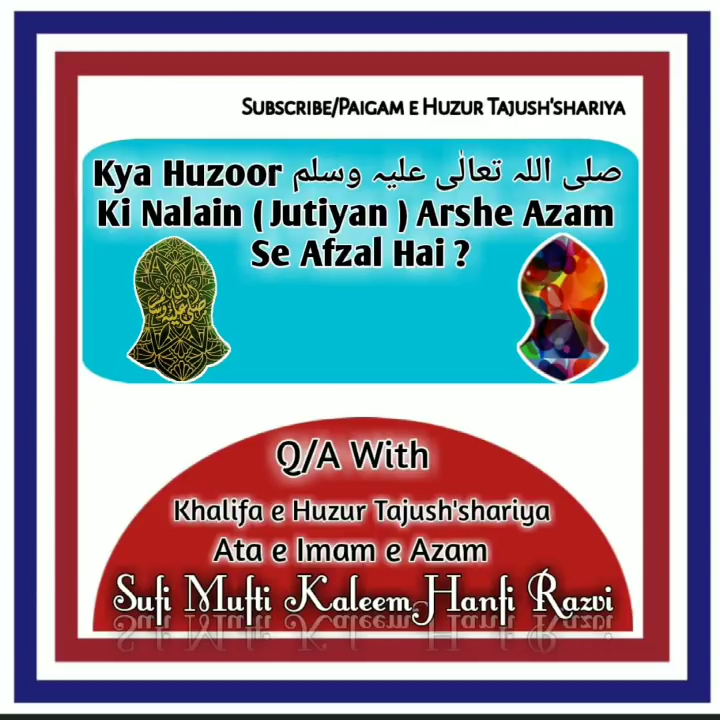 SUBSCRIBE/PAIGAM E HUZUR TAJUSH'SHARIYA
Kya Huzoor صلی اللہ تعالٰی علیہ وسلم
Ki Nalain ( Jutiyan ) Arshe Azam
Se Afzal Hai ?
Q/A With
Khalifa e Huzur Tajush'shariya
Ata e Imam e Azam
Sufi Mufti Kaleem Hanfi Razvi